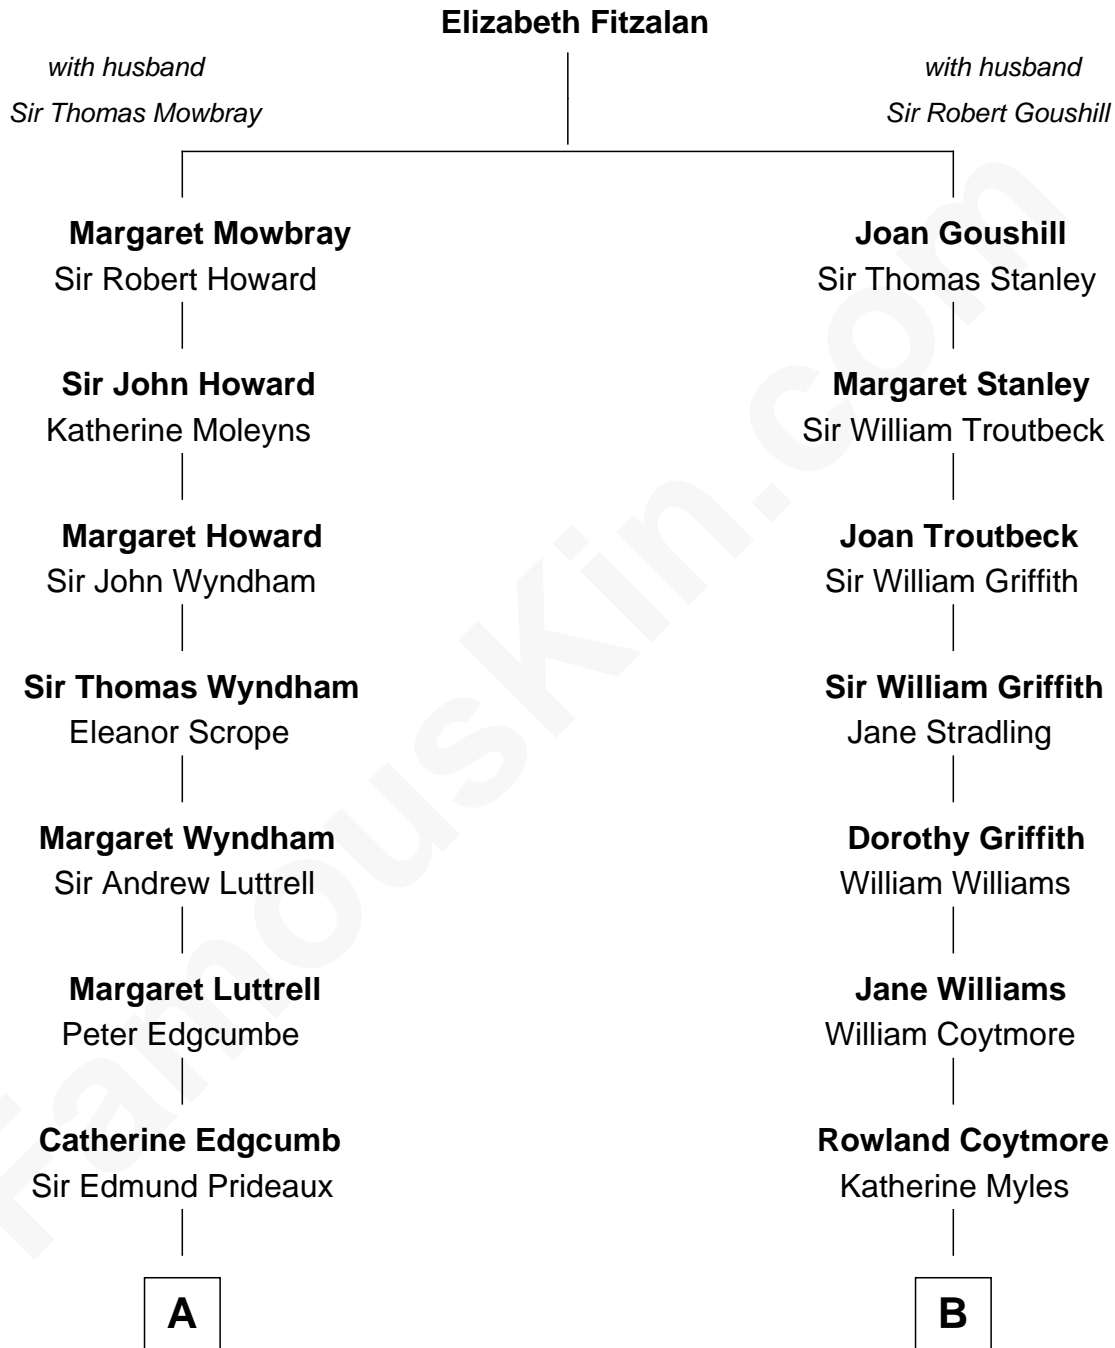 Elizabeth Fitzalan
with husband
Sir Thomas Mowbray
with husband
Sir Robert Goushill
Margaret Mowbray
Sir Robert Howard
Joan Goushill
Sir Thomas Stanley
Sir John Howard
Katherine Moleyns
Margaret Stanley
Sir William Troutbeck
Margaret Howard
Sir John Wyndham
Joan Troutbeck
Sir William Griffith
Sir Thomas Wyndham
Eleanor Scrope
Sir William Griffith
Jane Stradling
Margaret Wyndham
Sir Andrew Luttrell
Dorothy Griffith
William Williams
Margaret Luttrell
Peter Edgcumbe
Jane Williams
William Coytmore
Catherine Edgcumb
Sir Edmund Prideaux
Rowland Coytmore
Katherine Myles
A
B
FamousKin.com